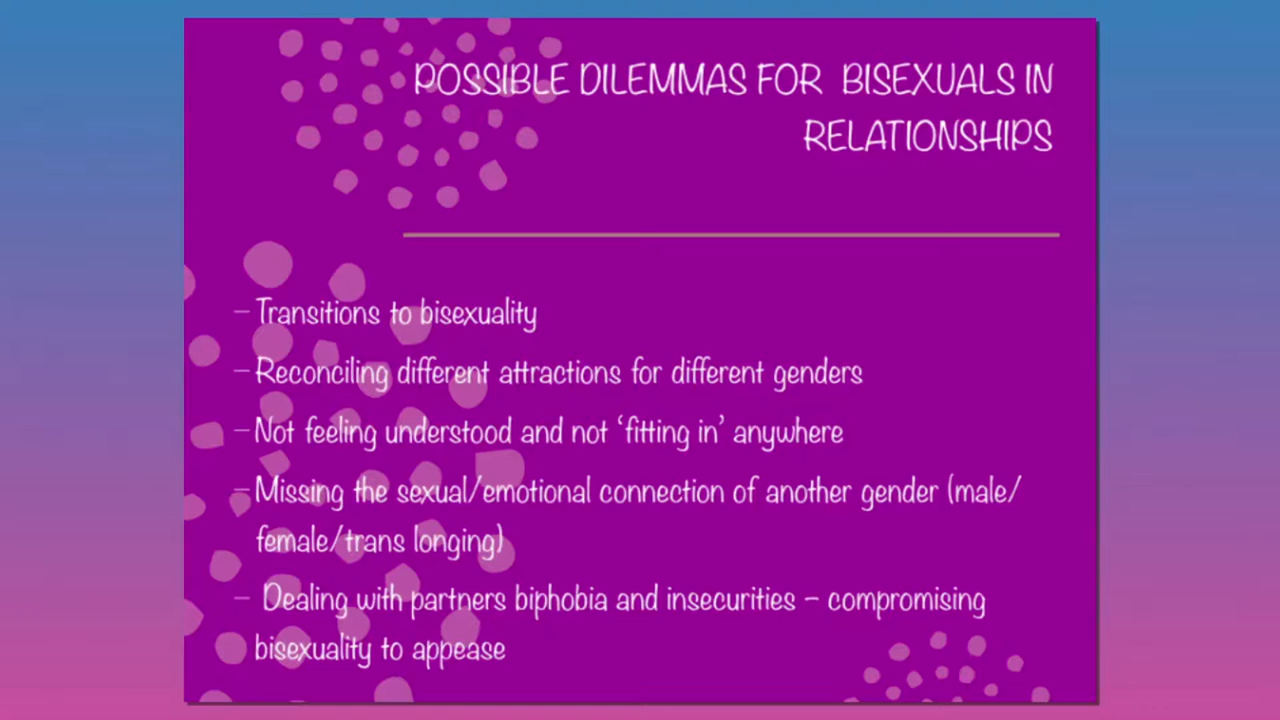 POSSIBLE DILEMMAS FOR BISEXUALS IN
RELATIONSHIPS
– Transitions to bisexuality
– Reconciling different attractions for different genders
– Not feeling understood and not ‘fitting in’ anywhere
– Missing the sexual/emotional connection of another gender (male/
female/trans longing)
– Dealing with partners biphobia and insecurities – compromising
bisexuality to appease